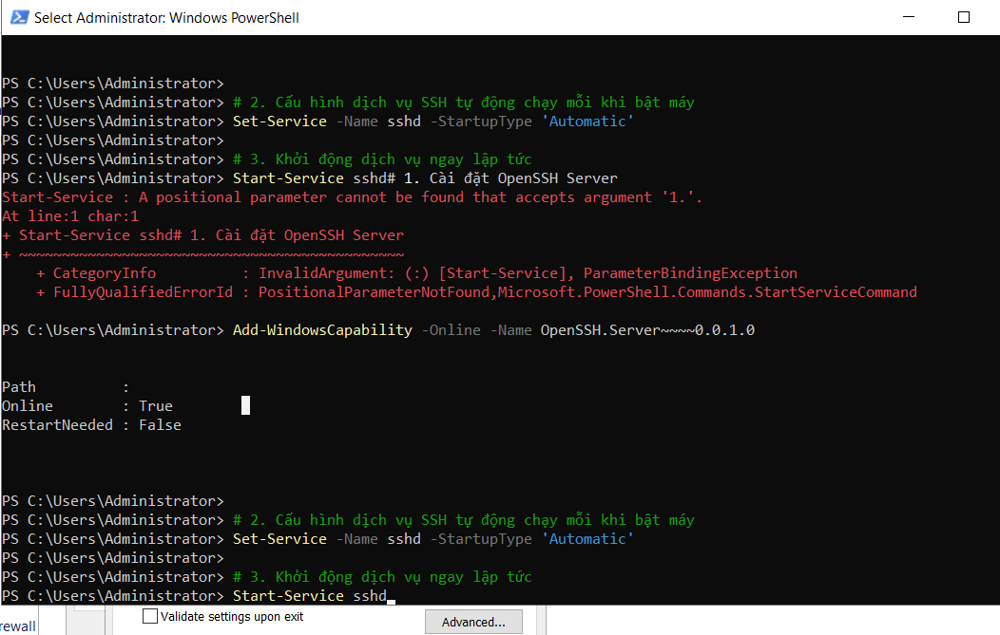 Select Administrator: Windows PowerShell
PS C:\Users\Administrator>
PS C:\Users\Administrator> # 2. Cấu hình dịch vụ SSH tự động chạy mỗi khi bật máy
PS C:\Users\Administrator> Set-Service -Name sshd -StartupType 'Automatic'
PS C:\Users\Administrator>
PS C:\Users\Administrator> # 3. Khởi động dịch vụ ngay lập tức
PS C:\Users\Administrator> Start-Service sshd# 1. Cài đặt OpenSSH Server
Start-Service : A positional parameter cannot be found that accepts argument '1.'.
At line:1 char:1
+ Start-Service sshd# 1. Cài đặt OpenSSH Server
+ ~~~~~~~~~~~~~~~~~~~~~~~~~~~~~~~~~~~~~~~~~~~~~
    + CategoryInfo          : InvalidArgument: (:) [Start-Service], ParameterBindingException
    + FullyQualifiedErrorId : PositionalParameterNotFound,Microsoft.PowerShell.Commands.StartServiceCommand
PS C:\Users\Administrator> Add-WindowsCapability -Online -Name OpenSSH.Server~~~~0.0.1.0
Path          :
Online        : True
RestartNeeded : False
PS C:\Users\Administrator>
PS C:\Users\Administrator> # 2. Cấu hình dịch vụ SSH tự động chạy mỗi khi bật máy
PS C:\Users\Administrator> Set-Service -Name sshd -StartupType 'Automatic'
PS C:\Users\Administrator>
PS C:\Users\Administrator> # 3. Khởi động dịch vụ ngay lập tức
PS C:\Users\Administrator> Start-Service sshd
rewall
Validate settings upon exit
Advanced...